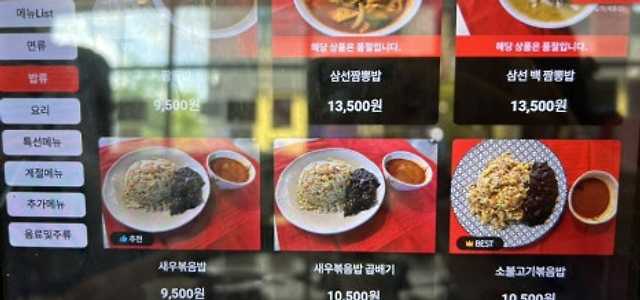 메뉴List
면류
밥류
요리
특선메뉴
계절메뉴
추가메뉴
음료및주류
9,500원
해당 상품은 품절입니다.
삼선짬뽕밥
13,500원
해당 상품은 품절입니다.
삼선 백 짬뽕밥
13,500원
추천
새우볶음밥
9,500원
새우볶음밥 곱배기
10,500원
BEST
소불고기볶음밥
10,500원